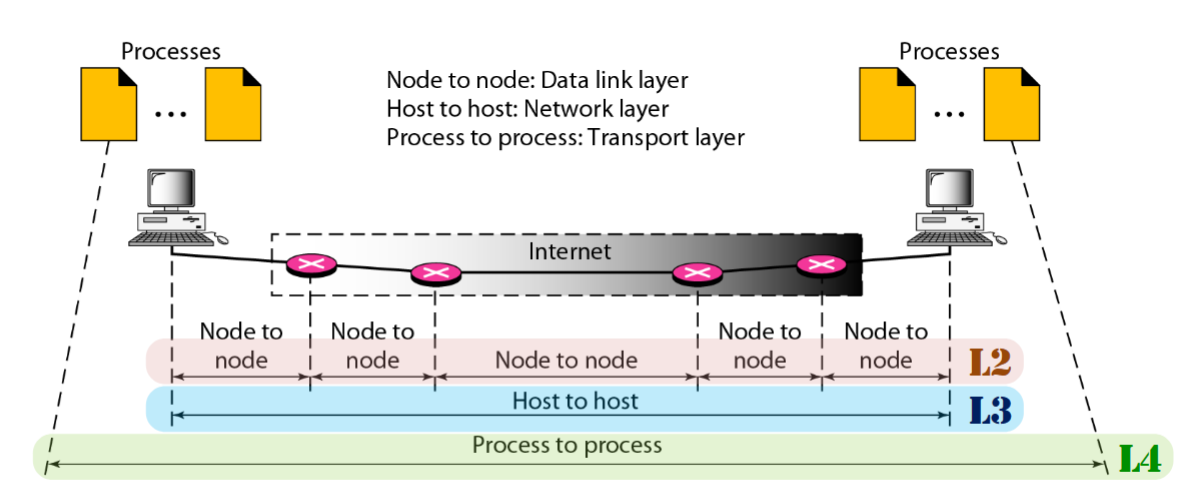 Processes
Processes
...
...
Node to node: Data link layer
Host to host: Network layer
Process to process: Transport layer
Internet
Node to
node
Node to
node
Node to node
Node to
node
Node to
node
L2
Host to host
L3
Process to process
L4